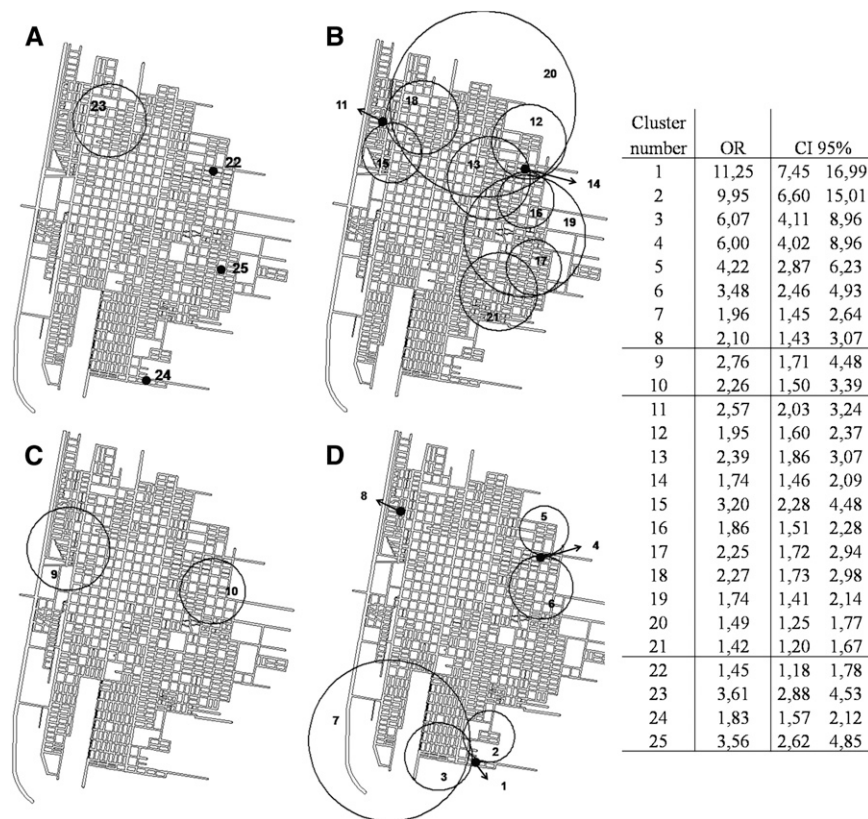 A
23
22
25
24
B
20
11
18
12
15
13
14
16
19
17
21
C
9
10
D
8
5
4
6
7
2
3
1
Cluster
number OR CI 95%
1 11,25 7,45 16,99
2 9,95 6,60 15,01
3 6,07 4,11 8,96
4 6,00 4,02 8,96
5 4,22 2,87 6,23
6 3,48 2,46 4,93
7 1,96 1,45 2,64
8 2,10 1,43 3,07
9 2,76 1,71 4,48
10 2,26 1,50 3,39
11 2,57 2,03 3,24
12 1,95 1,60 2,37
13 2,39 1,86 3,07
14 1,74 1,46 2,09
15 3,20 2,28 4,48
16 1,86 1,51 2,28
17 2,25 1,72 2,94
18 2,27 1,73 2,98
19 1,74 1,41 2,14
20 1,49 1,25 1,77
21 1,42 1,20 1,67
22 1,45 1,18 1,78
23 3,61 2,88 4,53
24 1,83 1,57 2,12
25 3,56 2,62 4,85